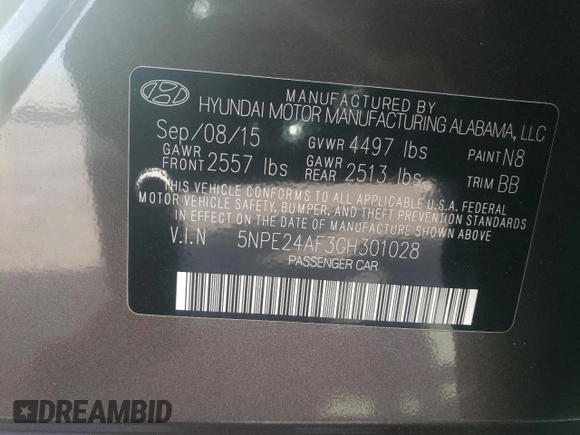 MANUFACTURED BY
HYUNDAI MOTOR MANUFACTURING ALABAMA, LLC
Sep/08/15 GVWR 4497 lbs PAINT N8
GAWR FRONT 2557 lbs GAWR REAR 2513 lbs TRIM BB
THIS VEHICLE CONFORMS TO ALL APPLICABLE U.S.A. FEDERAL
MOTOR VEHICLE SAFETY, BUMPER, AND THEFT PREVENTION STANDARDS
IN EFFECT ON THE DATE OF MANUFACTURE SHOWN ABOVE
V.I.N 5NPE24AF3GH301028
PASSENGER CAR
DREAMBID